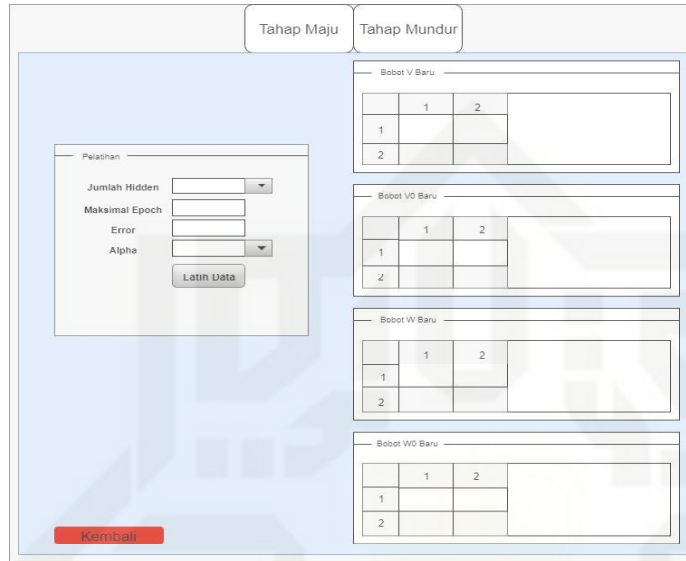 Tahap Maju
Tahap Mundur
Pelatihan
Jumlah Hidden
Maksimal Epoch
Error
Alpha
Latih Data
Kembali
Bobot V Baru
1 2
1
2
Bobot V0 Baru
1 2
1
2
Bobot W Baru
1 2
1
2
Bobot W0 Baru
1 2
1
2